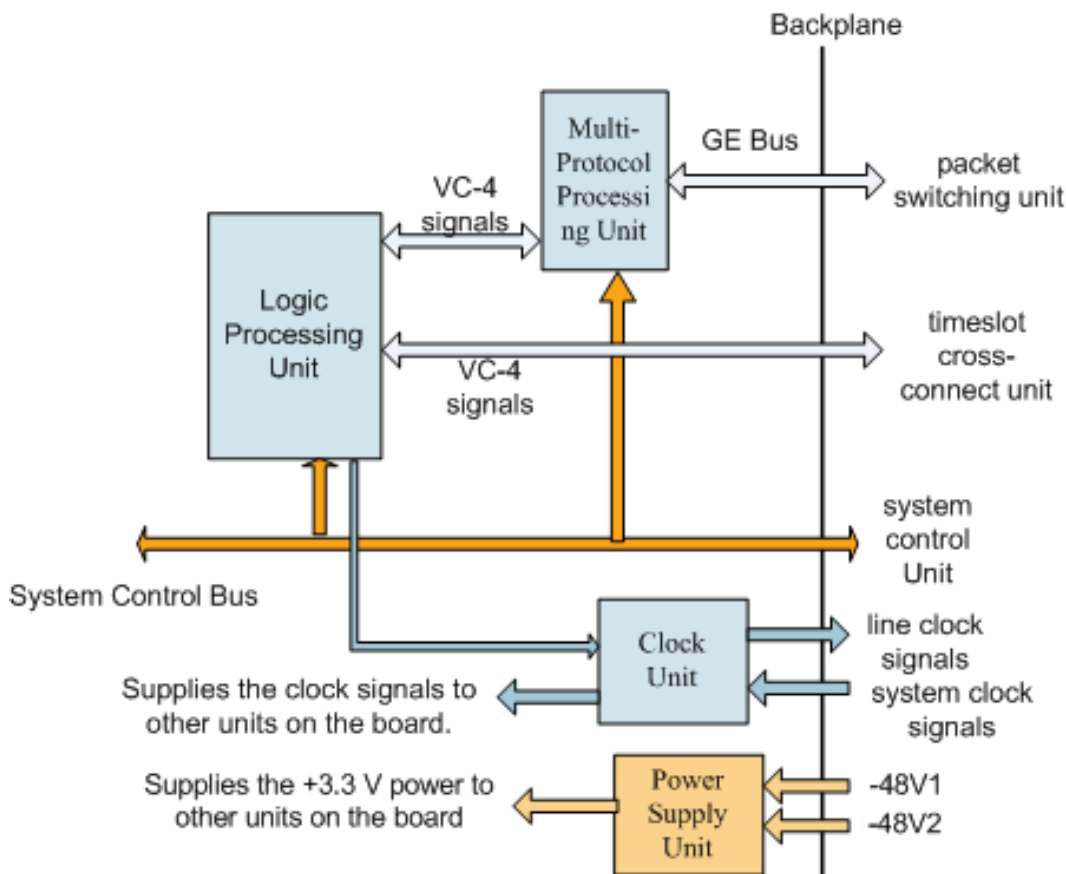 Backplane
Multi-
Protocol
Processi
ng Unit
GE Bus
packet
switching unit
VC-4
signals
Logic
Processing
Unit
VC-4
signals
timeslot
cross-
connect unit
system
control
Unit
System Control Bus
Clock
Unit
line clock
signals
system clock
signals
Supplies the clock signals to
other units on the board.
Supplies the +3.3 V power to
other units on the board
Power
Supply
Unit
-48V1
-48V2